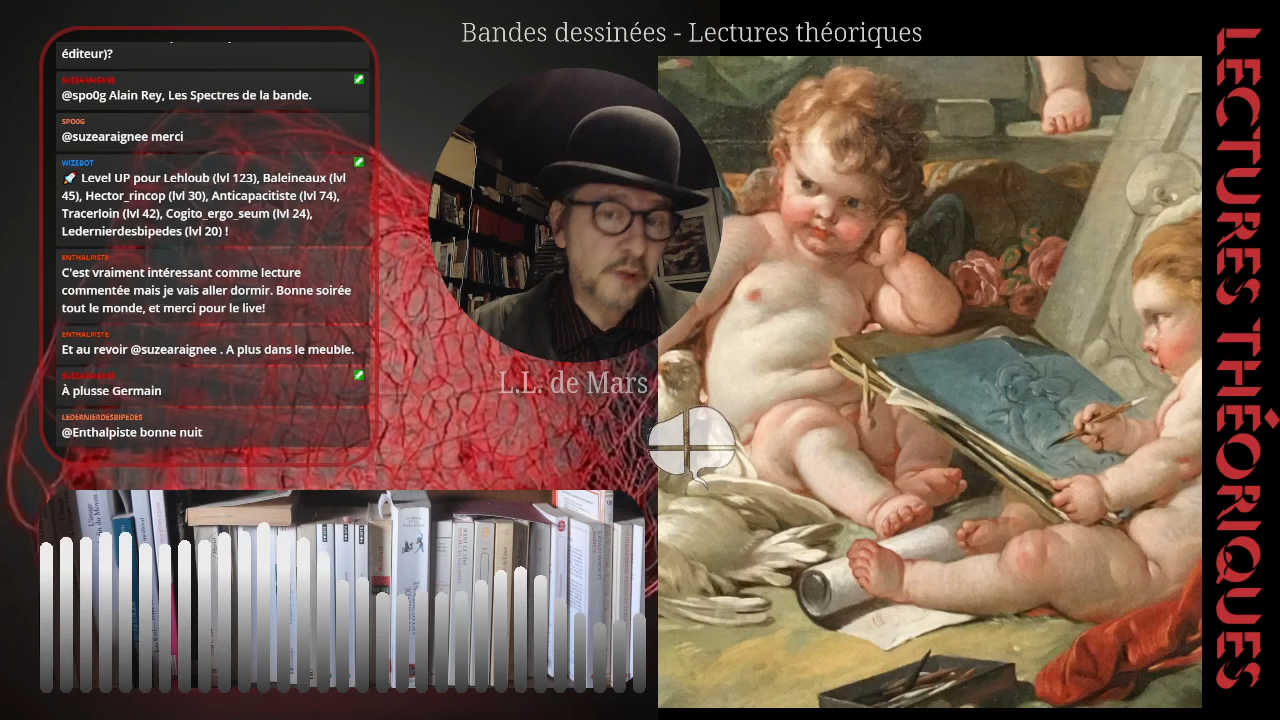 Bandes dessinées - Lectures théoriques
éditeur)?
SUZEARAIGNEE
@spo0g Alain Rey, Les Spectres de la bande.
SPO0G
@suzearaignee merci
WIZEBOT
Level UP pour Lehloub (lvl 123), Baleineaux (lvl
45), Hector_rincop (lvl 30), Anticapacitiste (lvl 74),
Tracerloin (lvl 42), Cogito_ergo_seum (lvl 24),
Ledernierdesbipedes (lvl 20) !
ENTHALPISTE
C'est vraiment intéressant comme lecture
commentée mais je vais aller dormir. Bonne soirée
tout le monde, et merci pour le live!
ENTHALPISTE
Et au revoir @suzearaignee . A plus dans le meuble.
SUZEARAIGNEE
À plusse Germain
LEDERNIERDESBIPEDES
@Enthalpiste bonne nuit
L.L. de Mars
LECTURES THÉORIQUES